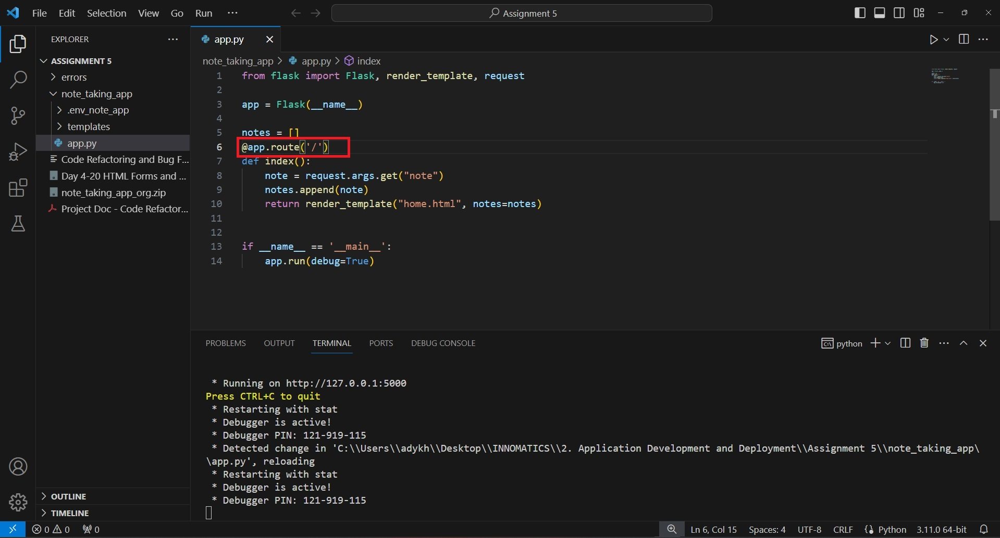 File Edit Selection View Go Run ···
Assignment 5
EXPLORER ···
ASSIGNMENT 5
errors
note_taking_app
.env_note_app
templates
app.py
Code Refactoring and Bug F...
Day 4-20 HTML Forms and ...
note_taking_app_org.zip
Project Doc - Code Refactor...
OUTLINE
TIMELINE
app.py
note_taking_app > app.py > index
1 from flask import Flask, render_template, request
2
3 app = Flask(__name__)
4
5 notes = []
6 @app.route('/')
7 def index():
8 note = request.args.get("note")
9 notes.append(note)
10 return render_template("home.html", notes=notes)
11
12
13 if __name__ == '__main__':
14 app.run(debug=True)
PROBLEMS OUTPUT TERMINAL PORTS DEBUG CONSOLE
python
* Running on http://127.0.0.1:5000
Press CTRL+C to quit
* Restarting with stat
* Debugger is active!
* Debugger PIN: 121-919-115
* Detected change in 'C:\\Users\\adykh\\Desktop\\INNOMATICS\\2. Application Development and Deployment\\Assignment 5\\note_taking_app\
\app.py', reloading
* Restarting with stat
* Debugger is active!
* Debugger PIN: 121-919-115
0 0 0
Ln 6, Col 15 Spaces: 4 UTF-8 CRLF Python 3.11.0 64-bit